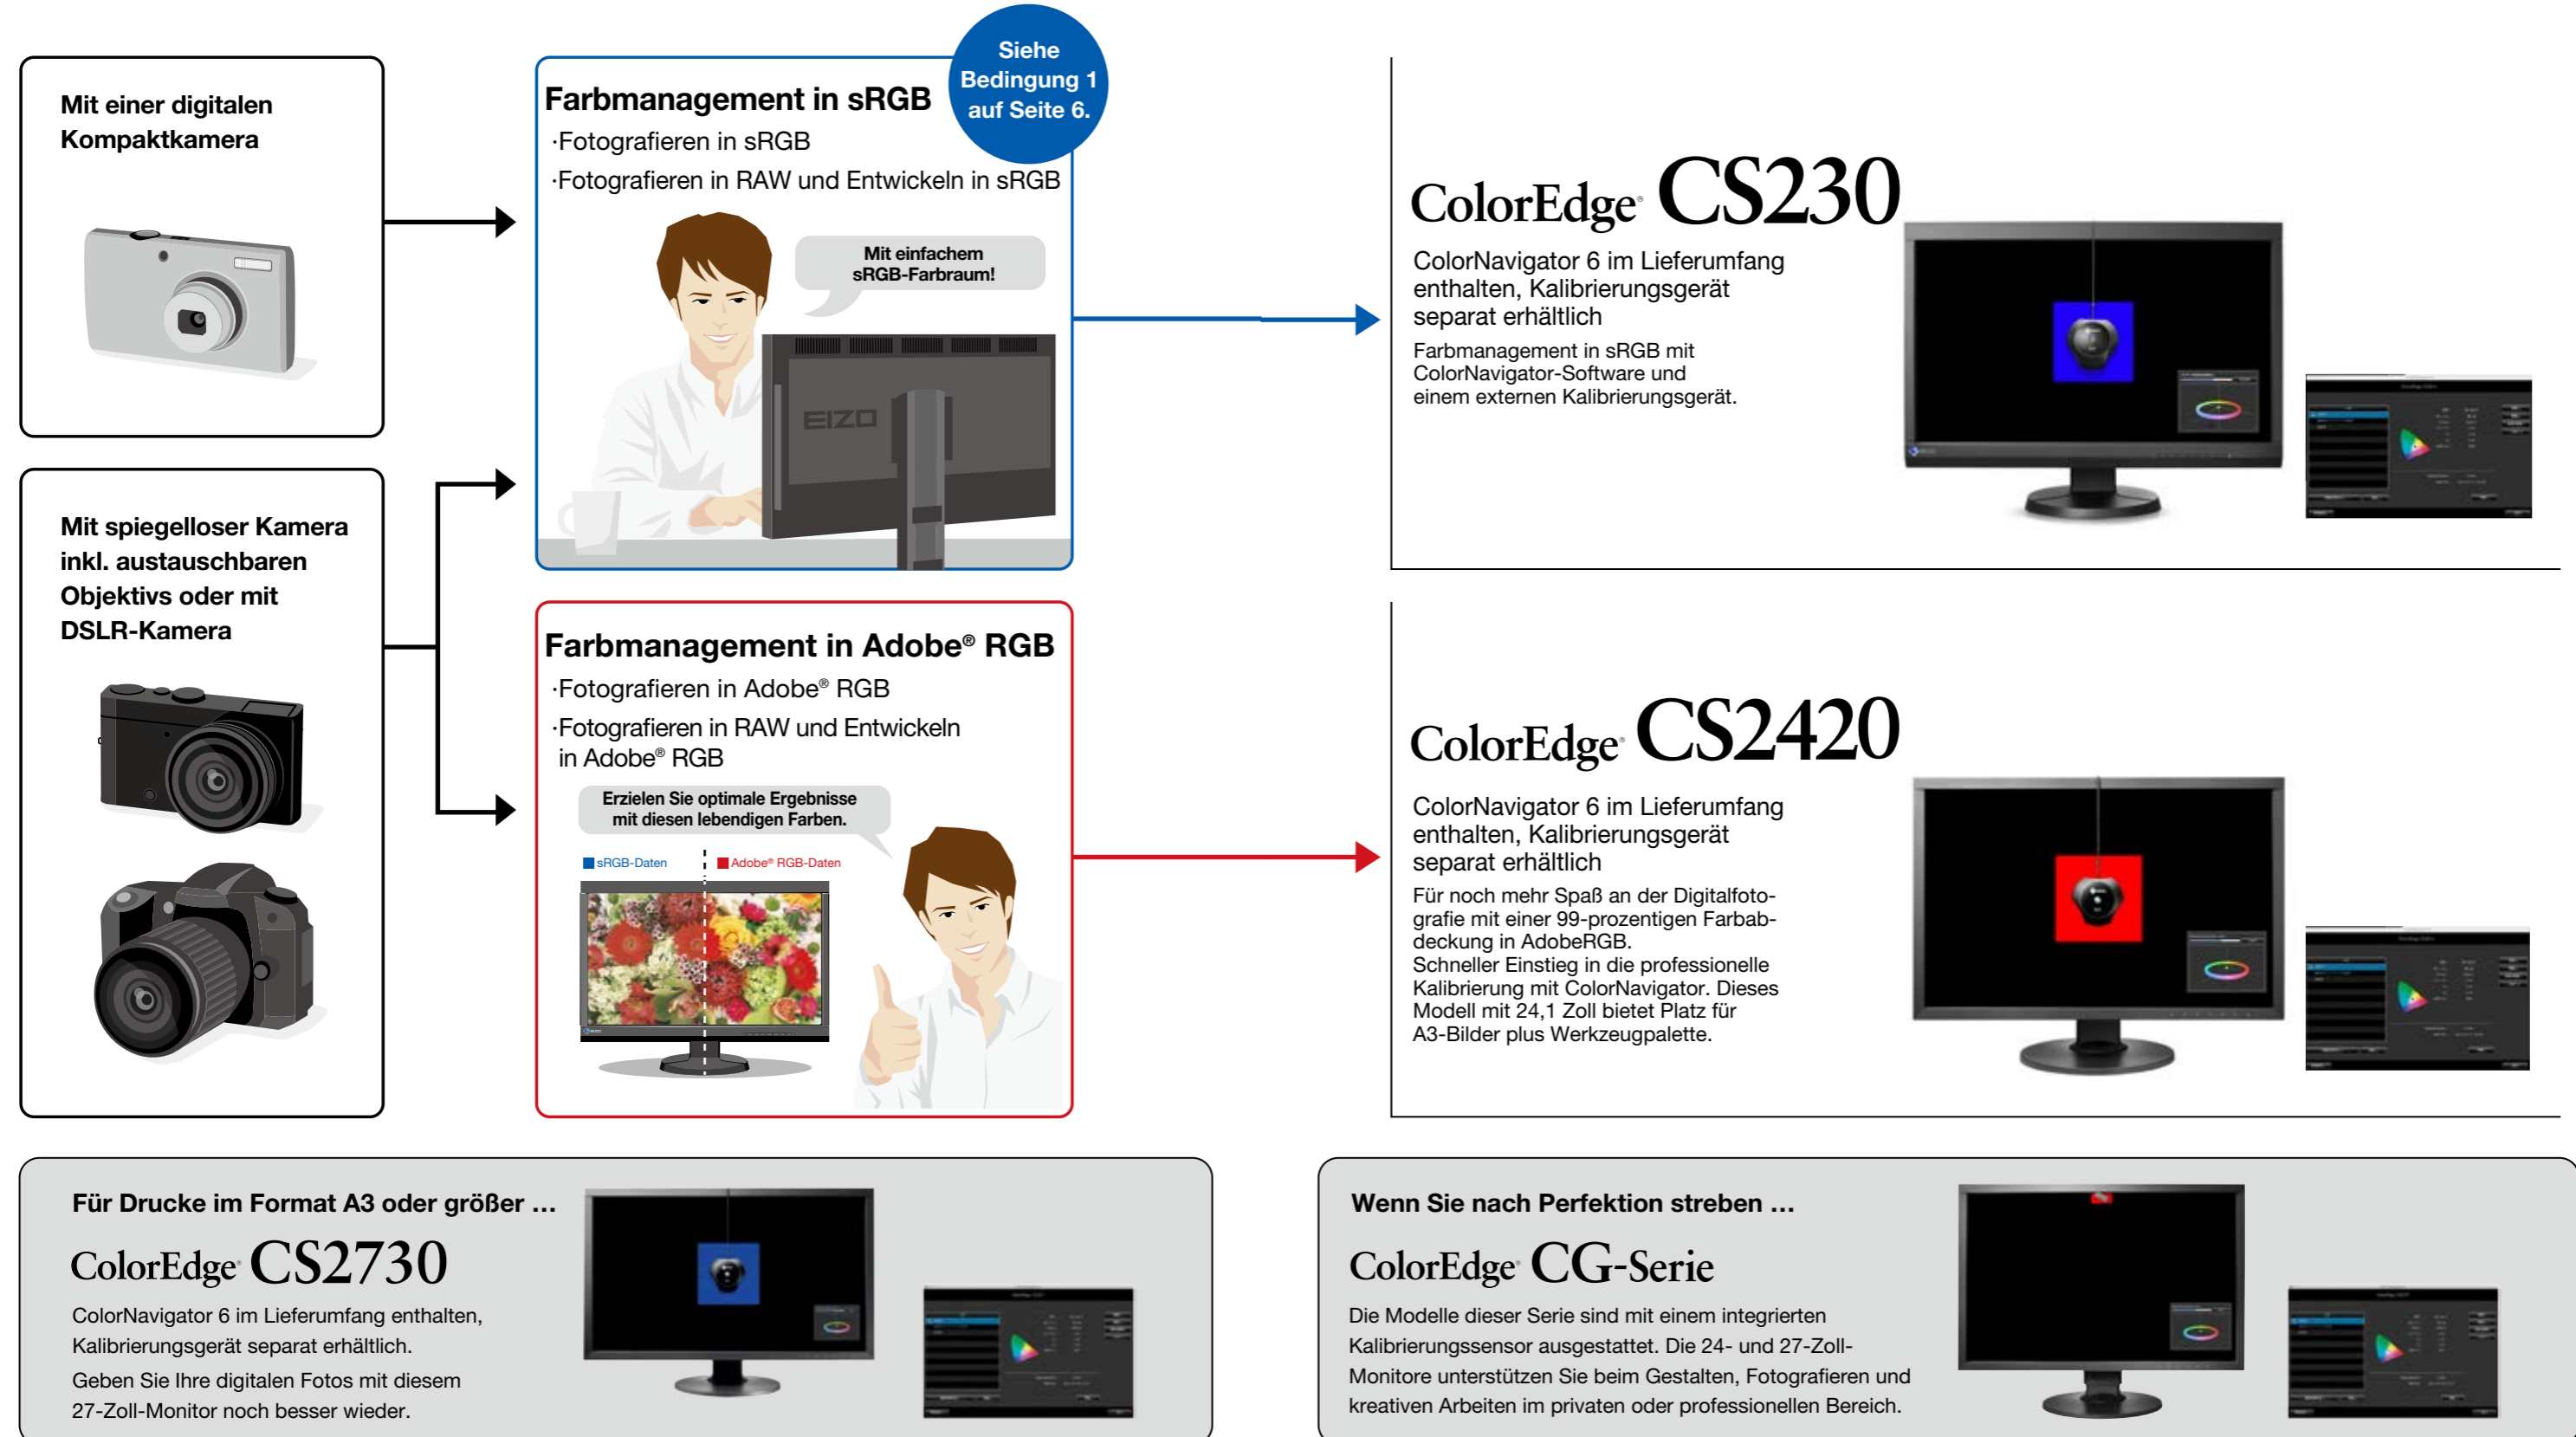 Mit einer digitalen
Kompaktkamera
Mit spiegelloser Kamera
inkl. austauschbaren
Objektivs oder mit
DSLR-Kamera
Siehe
Bedingung 1
auf Seite 6.
Farbmanagement in sRGB
·Fotografieren in sRGB
·Fotografieren in RAW und Entwickeln in sRGB
Mit einfachem
sRGB-Farbraum!
EIZO
Farbmanagement in Adobe® RGB
·Fotografieren in Adobe® RGB
·Fotografieren in RAW und Entwickeln
in Adobe® RGB
Erzielen Sie optimale Ergebnisse
mit diesen lebendigen Farben.
sRGB-Daten
Adobe® RGB-Daten
ColorEdge® CS230
ColorNavigator 6 im Lieferumfang
enthalten, Kalibrierungsgerät
separat erhältlich
Farbmanagement in sRGB mit
ColorNavigator-Software und
einem externen Kalibrierungsgerät.
ColorEdge® CS2420
ColorNavigator 6 im Lieferumfang
enthalten, Kalibrierungsgerät
separat erhältlich
Für noch mehr Spaß an der Digitalfoto-
grafie mit einer 99-prozentigen Farbab-
deckung in AdobeRGB.
Schneller Einstieg in die professionelle
Kalibrierung mit ColorNavigator. Dieses
Modell mit 24,1 Zoll bietet Platz für
A3-Bilder plus Werkzeugpalette.
Für Drucke im Format A3 oder größer …
ColorEdge® CS2730
ColorNavigator 6 im Lieferumfang enthalten,
Kalibrierungsgerät separat erhältlich.
Geben Sie Ihre digitalen Fotos mit diesem
27-Zoll-Monitor noch besser wieder.
Wenn Sie nach Perfektion streben …
ColorEdge® CG-Serie
Die Modelle dieser Serie sind mit einem integrierten
Kalibrierungssensor ausgestattet. Die 24- und 27-Zoll-
Monitore unterstützen Sie beim Gestalten, Fotografieren und
kreativen Arbeiten im privaten oder professionellen Bereich.